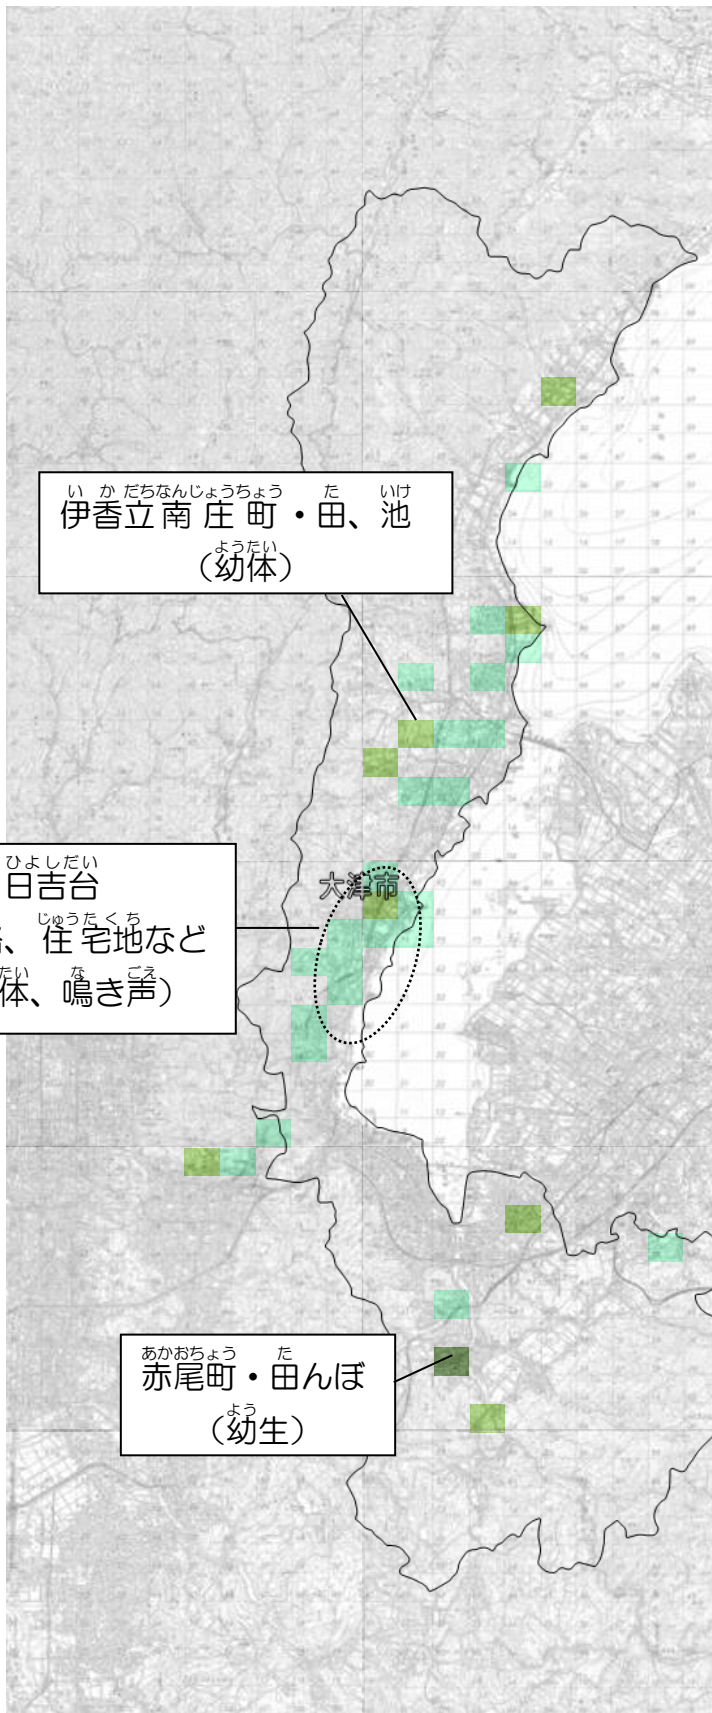 い か だちなんじょうちょう た いけ
伊香立南庄町・田、池
ようたい
(幼体)
ひよしだい
日吉台
じゅうたくち
、住宅地など
たい な ごえ
体、鳴き声)
大津市
あかおちょう た
赤尾町・田んぼ
よう
(幼生)